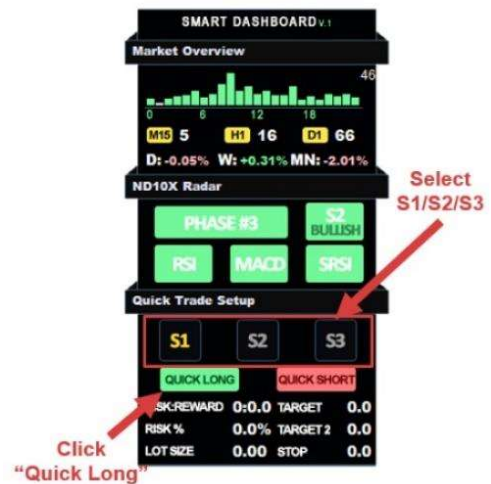 SMART DASHBOARD V.1
Market Overview
46
0 6 12 18
M15 5 H1 16 D1 66
D: -0.05% W: +0.31% MN: -2.01%
ND10X Radar
Select
S1/S2/S3
PHASE #3 S2
BULLISH
RSI MACD SRSI
Quick Trade Setup
S1 S2 S3
QUICK LONG QUICK SHORT
SK:REWARD 0:0.0 TARGET 0.0
RISK % 0.0% TARGET 2 0.0
LOT SIZE 0.00 STOP 0.0
Click
"Quick Long"